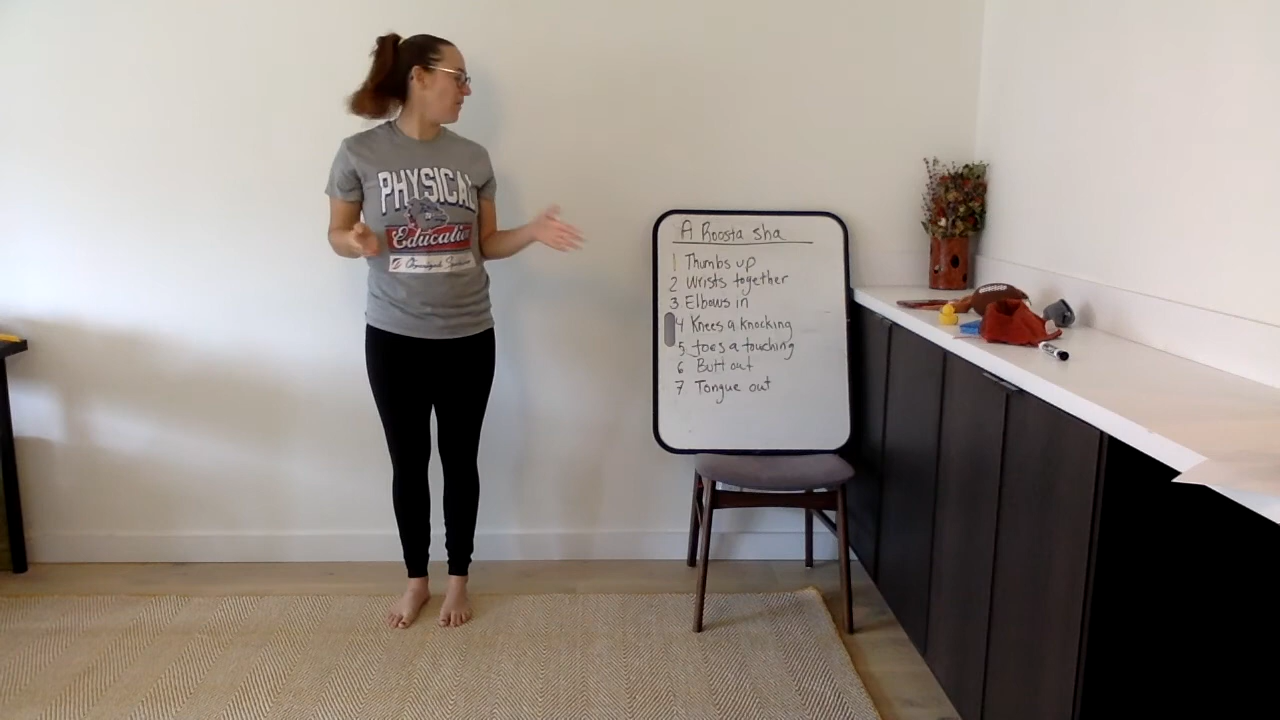 PHYSICAL
Education
A Roosta sha
1 Thumbs up
2 Wrists together
3 Elbows in
4 Knees a knocking
5 toes a touching
6 Butt out
7 Tongue out